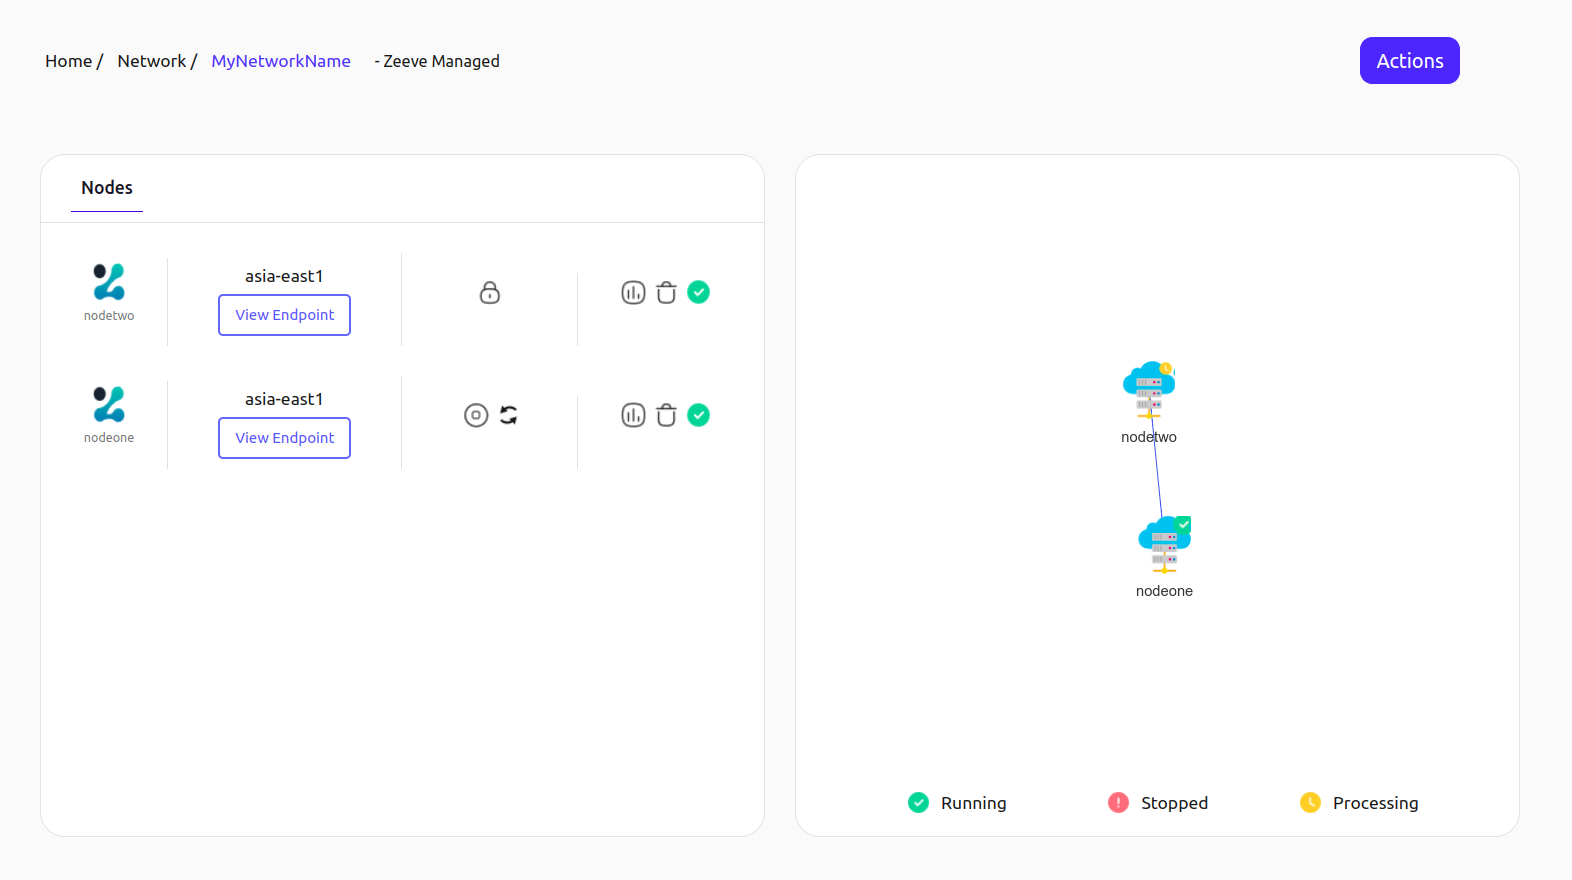 Home / Network / MyNetworkName - Zeeve Managed
Actions
Nodes
nodetwo
asia-east1
View Endpoint
nodeone
asia-east1
View Endpoint
nodetwo
nodeone
Running
Stopped
Processing